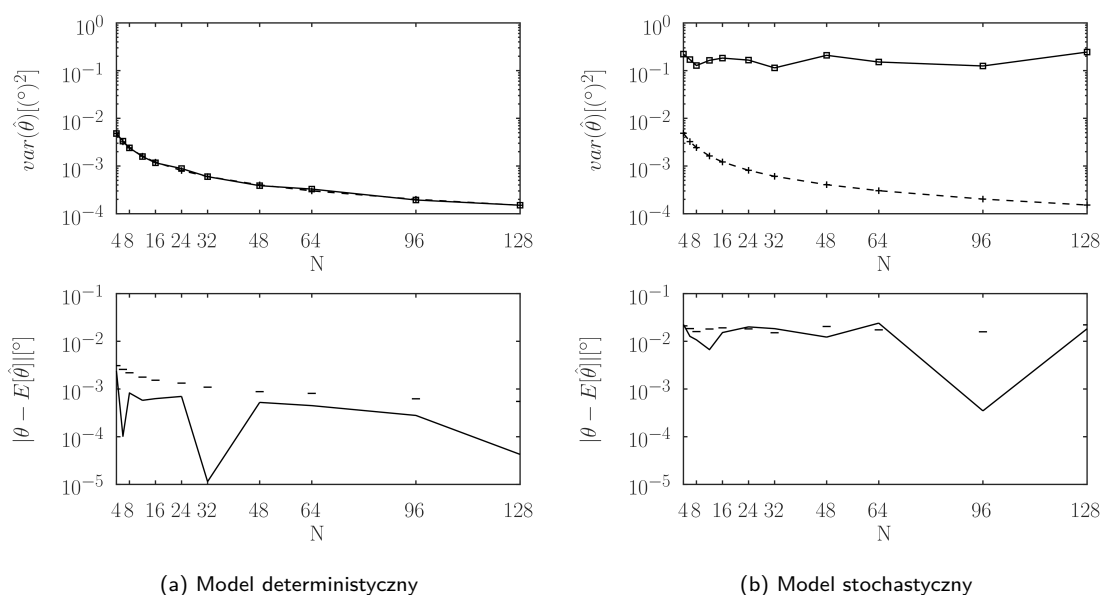 10^0
10^{-1}
10^{-2}
10^{-3}
10^{-4}
var(\hat{θ})[(°)^2]
4 8 16 24 32 48 64 96 128
N
10^0
10^{-1}
10^{-2}
10^{-3}
10^{-4}
var(\hat{θ})[(°)^2]
4 8 16 24 32 48 64 96 128
N
10^{-1}
10^{-2}
10^{-3}
10^{-4}
10^{-5}
|θ − E[\hat{θ}]|[°]
4 8 16 24 32 48 64 96 128
N
10^{-1}
10^{-2}
10^{-3}
10^{-4}
10^{-5}
|θ − E[\hat{θ}]|[°]
4 8 16 24 32 48 64 96 128
N
(a) Model deterministyczny
(b) Model stochastyczny